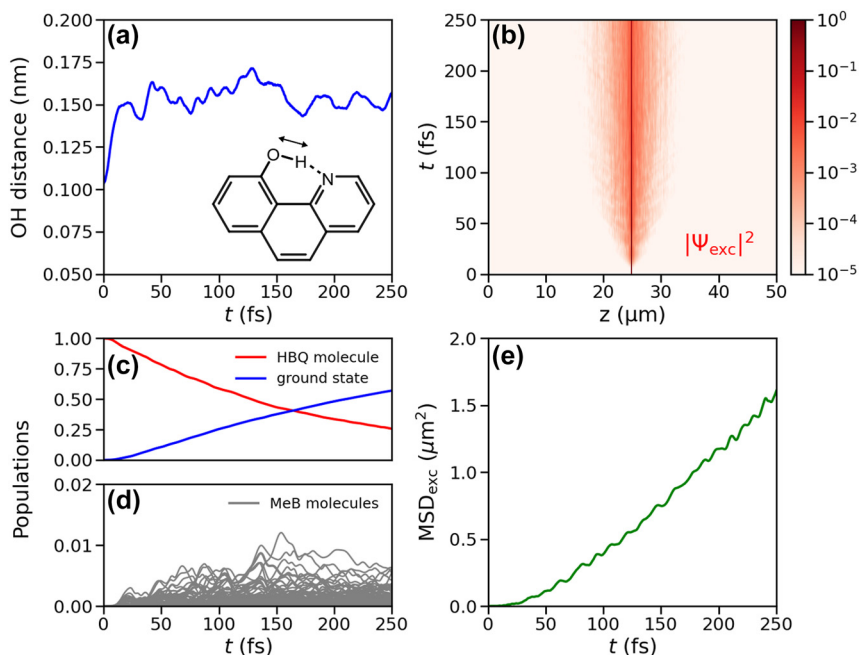 (a)
OH distance (nm)
0.200
0.175
0.150
0.125
0.100
0.075
0.050
O
H
N
0 50 100 150 200 250
t (fs)
(b)
t (fs)
250
200
150
100
50
0
|Ψexc|²
0 10 20 30 40 50
z (μm)
10⁰
10⁻¹
10⁻²
10⁻³
10⁻⁴
10⁻⁵
Populations
(c)
1.00
0.75
0.50
0.25
0.00
HBQ molecule
ground state
(d)
0.02
0.01
0.00
MeB molecules
0 50 100 150 200 250
t (fs)
(e)
MSDexc (μm²)
2.0
1.5
1.0
0.5
0.0
0 50 100 150 200 250
t (fs)